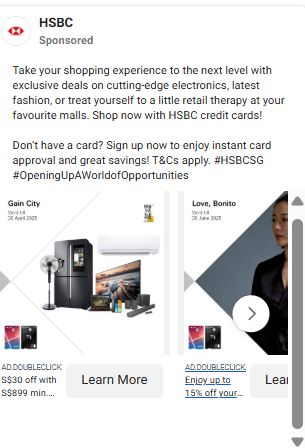 HSBC
Sponsored
Take your shopping experience to the next level with
exclusive deals on cutting-edge electronics, latest
fashion, or treat yourself to a little retail therapy at your
favourite malls. Shop now with HSBC credit cards!
Don't have a card? Sign up now to enjoy instant card
approval and great savings! T&Cs apply. #HSBCSG
#OpeningUpAWorldofOpportunities
Gain City
Valid till
30 April 2025
Love, Bonito
Valid till
30 June 2025
AD.DOUBLECLICK
S$30 off with
S$899 min....
Learn More
AD.DOUBLECLICK
Enjoy up to
15% off your...
Lea